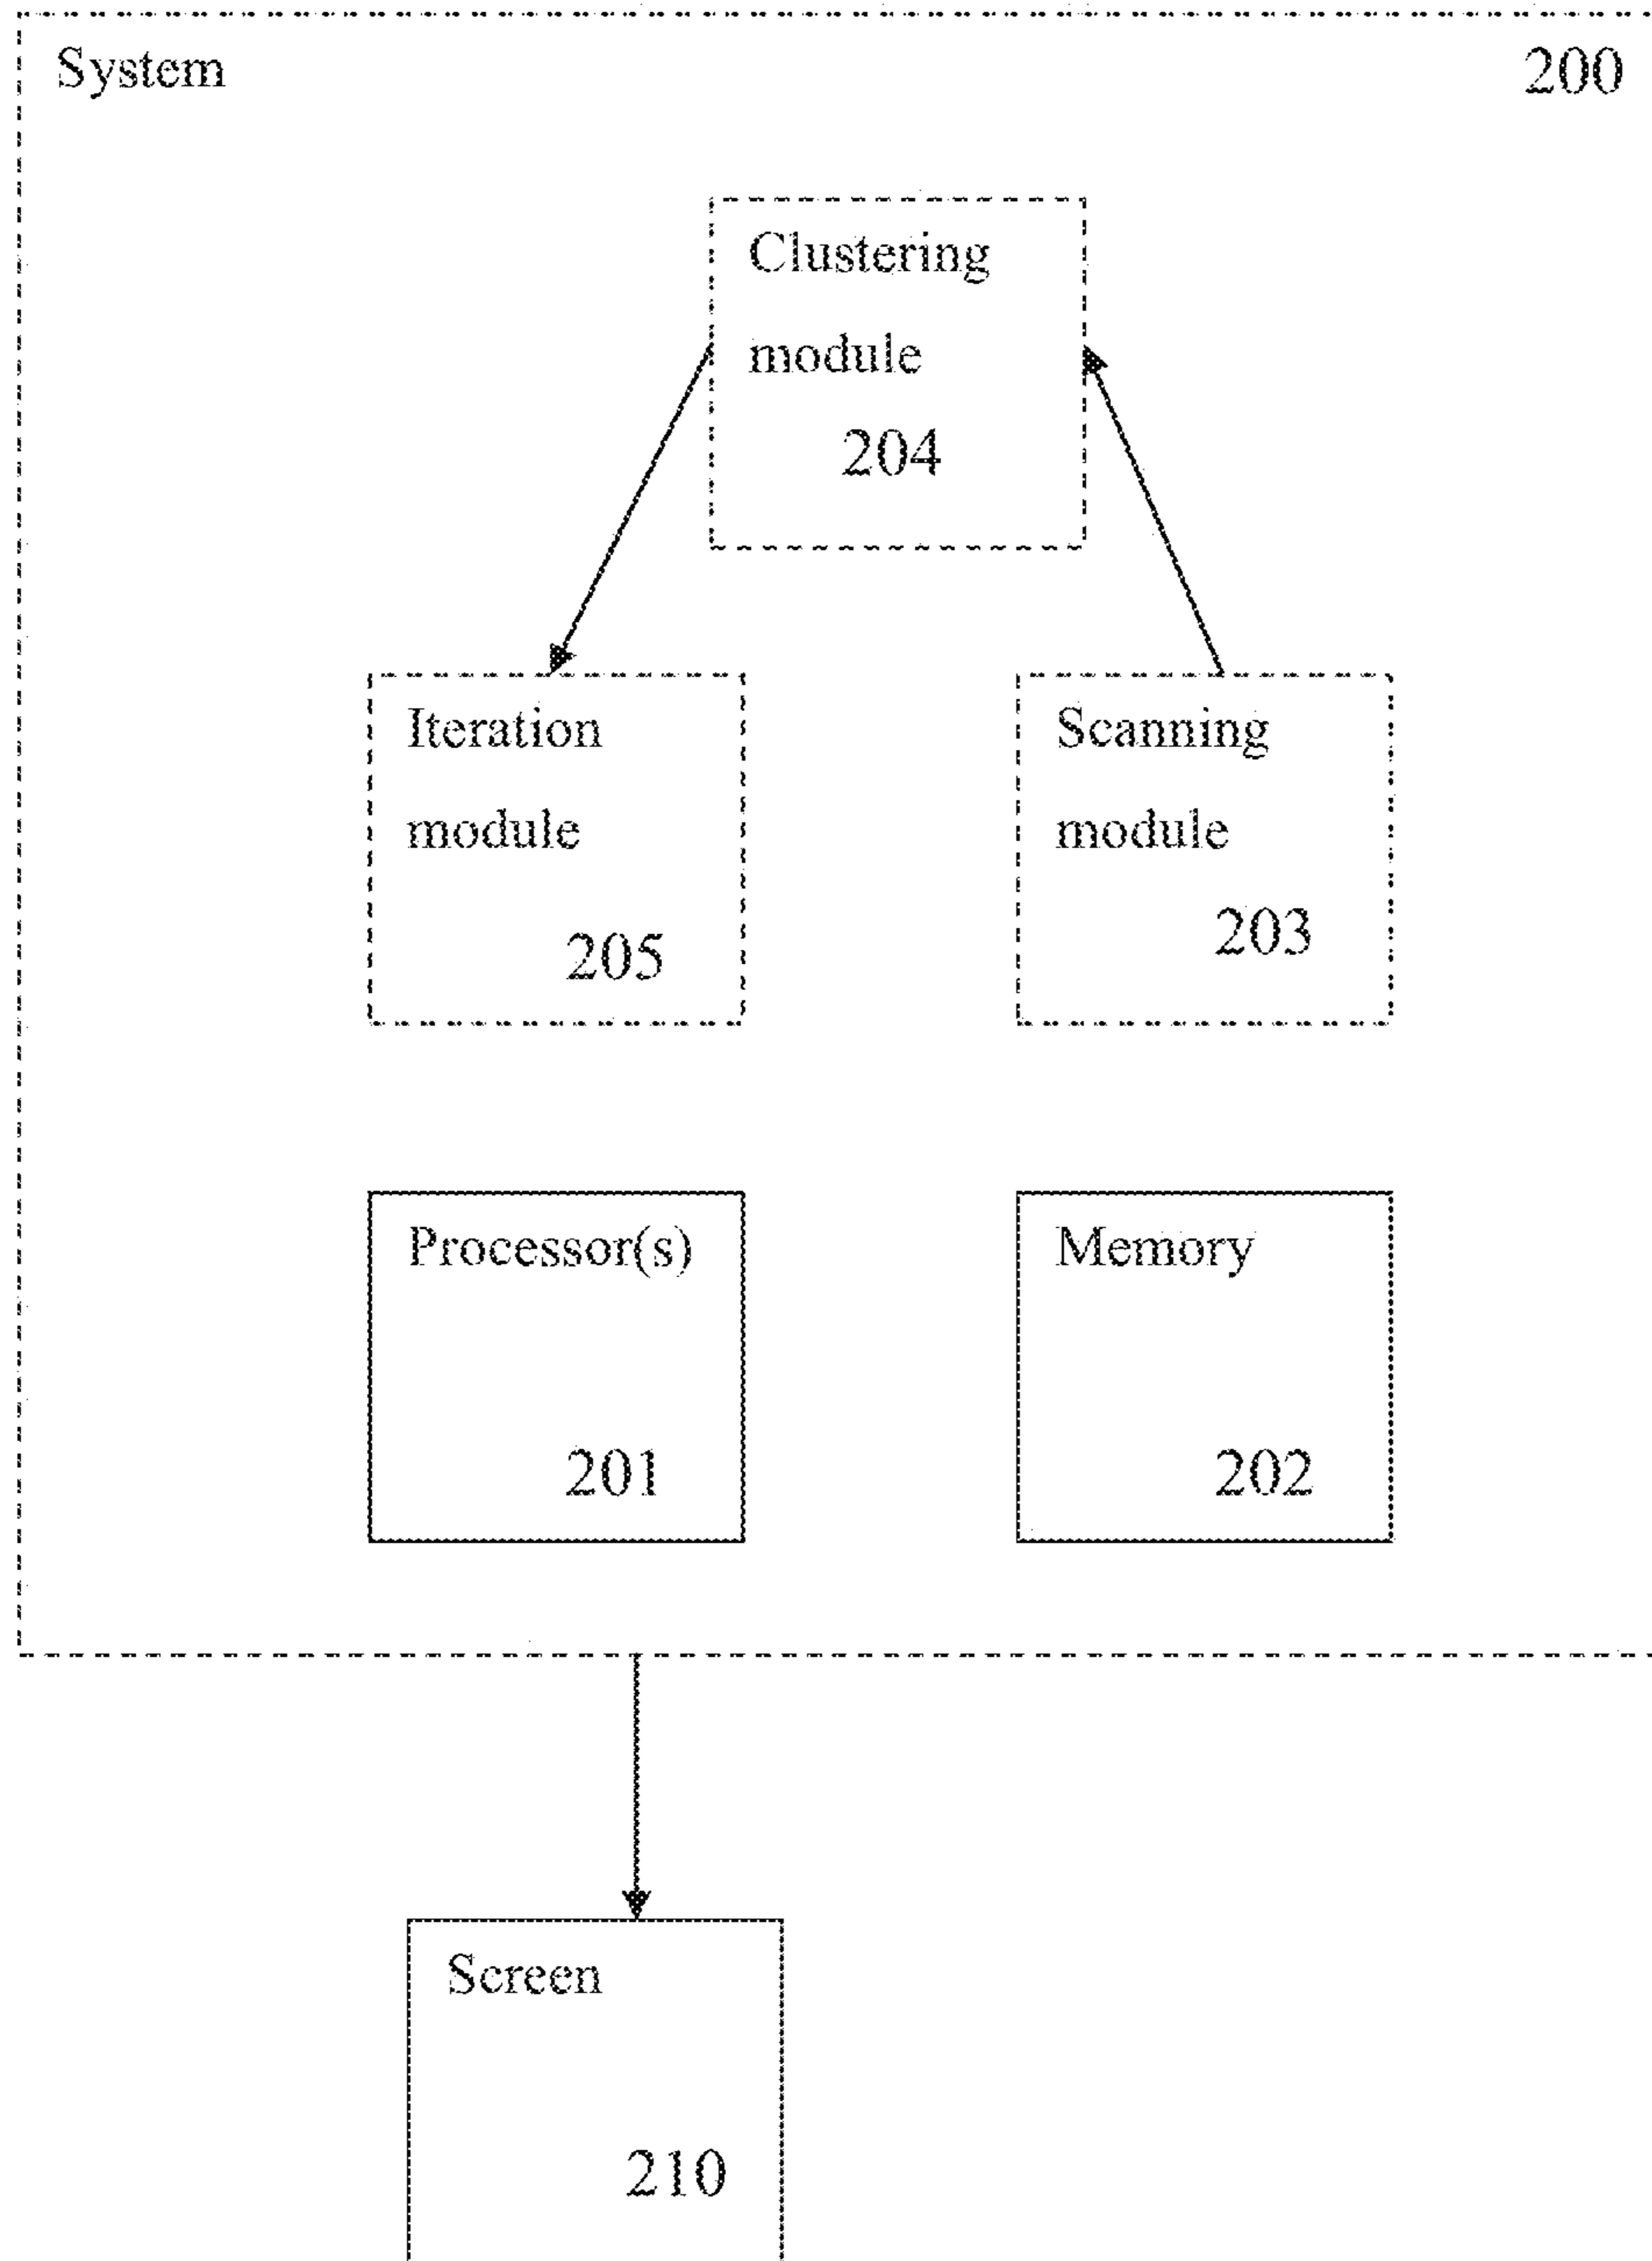 System 200
Clustering
module
204
Iteration
module
205
Scanning
module
203
Processor(s)
201
Memory
202
Screen
210